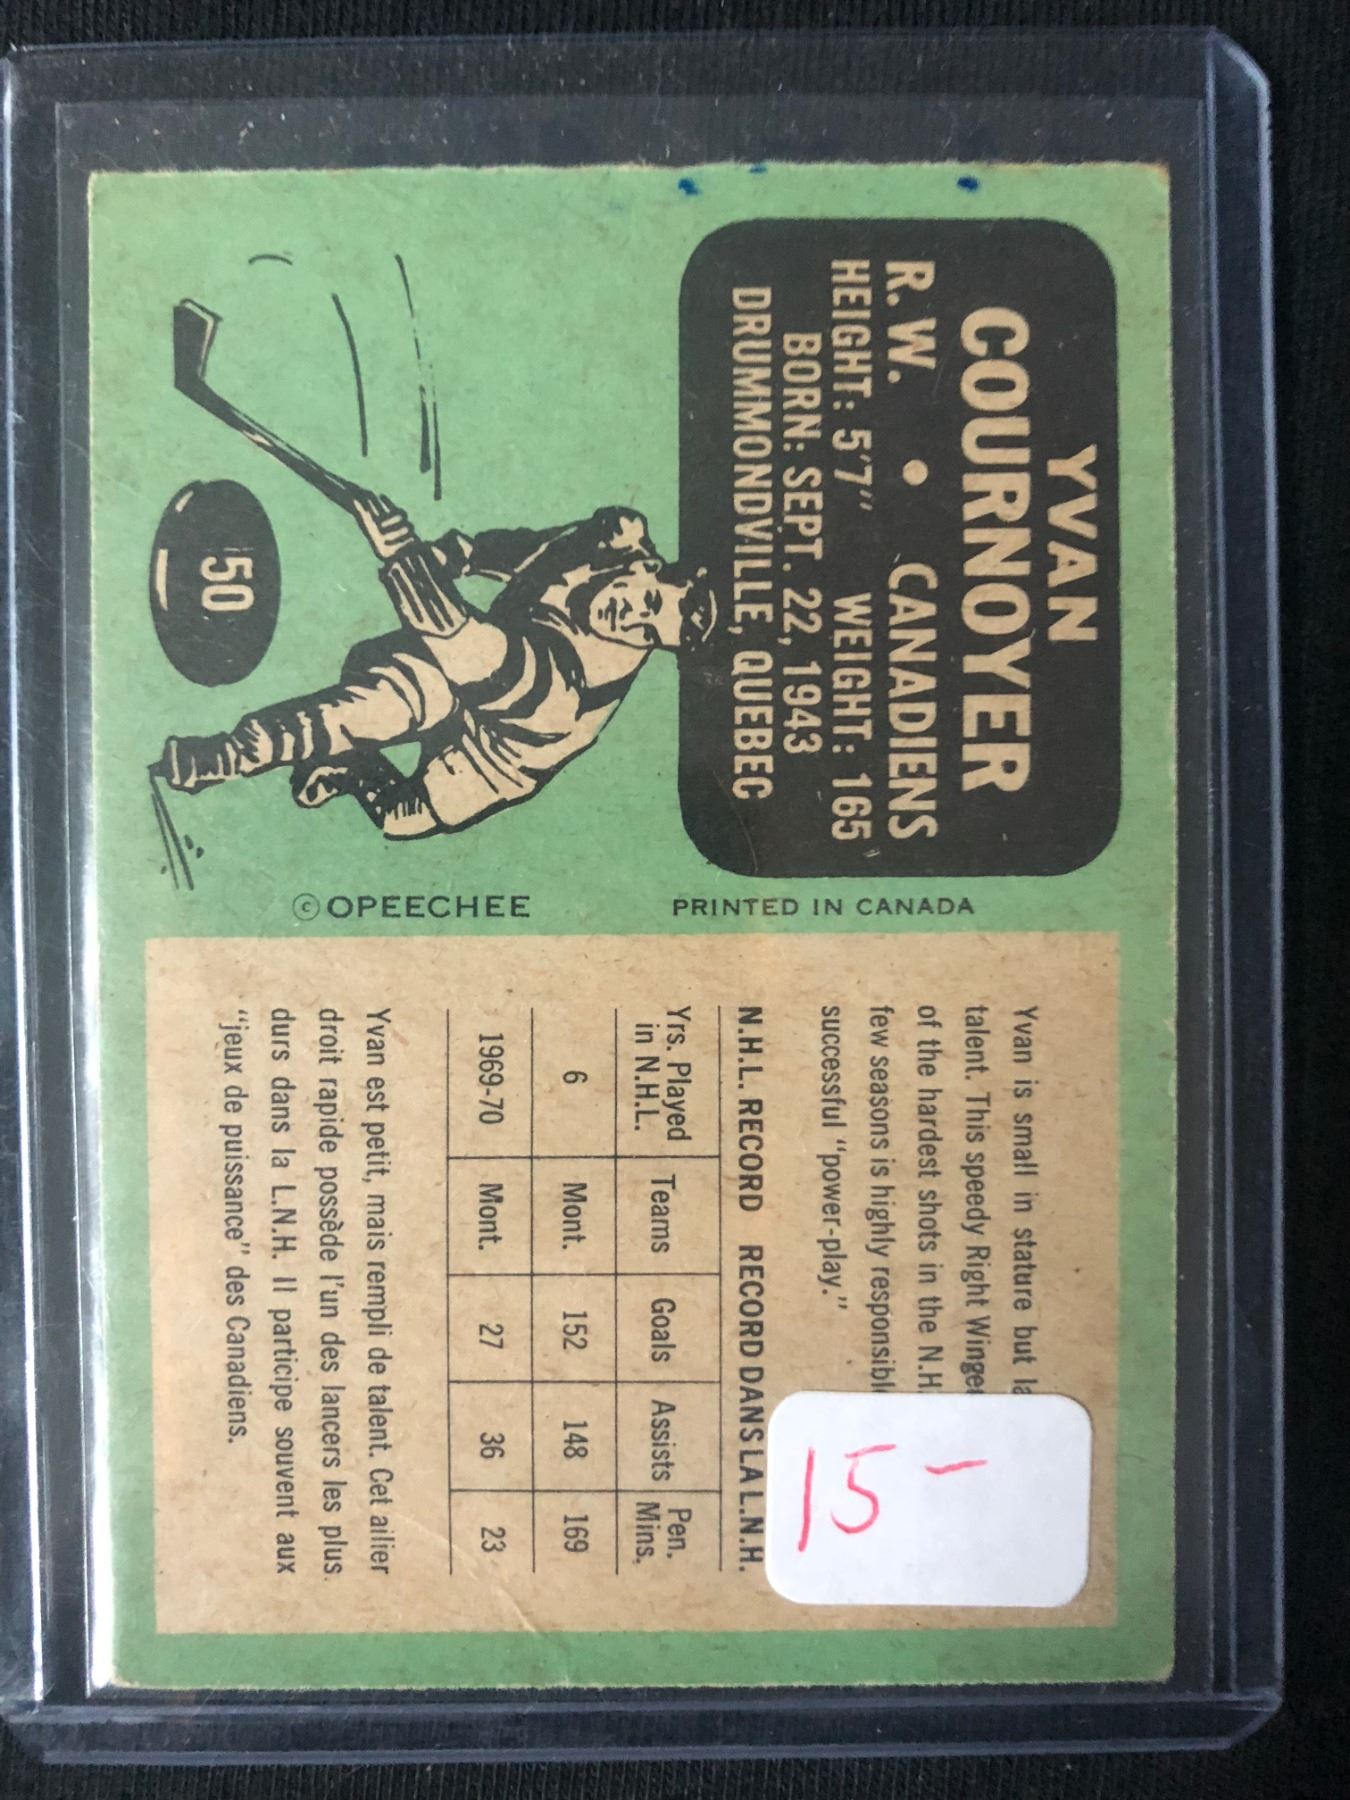 YVAN
COURNOYER
R.W. • CANADIENS
HEIGHT: 5'7" WEIGHT: 165
BORN: SEPT. 22, 1943
DRUMMONDVILLE, QUEBEC
50
© OPEECHEE
PRINTED IN CANADA
Yvan is small in stature but
talent. This speedy Right
of the hardest shots in the
few seasons is highly
successful "power-play."
N.H.L. RECORD RECORD DANS LA L.N.H.
Yrs. Played in N.H.L. Teams Goals Assists Pen. Mins.
6 Mont. 152 148 169
1969-70 Mont. 27 36 23
Yvan est petit, mais rempli de talent. Cet ailier
droit rapide possède l'un des lancers les plus
durs dans la L.N.H. Il participe souvent aux
"jeux de puissance" des Canadiens.
15-